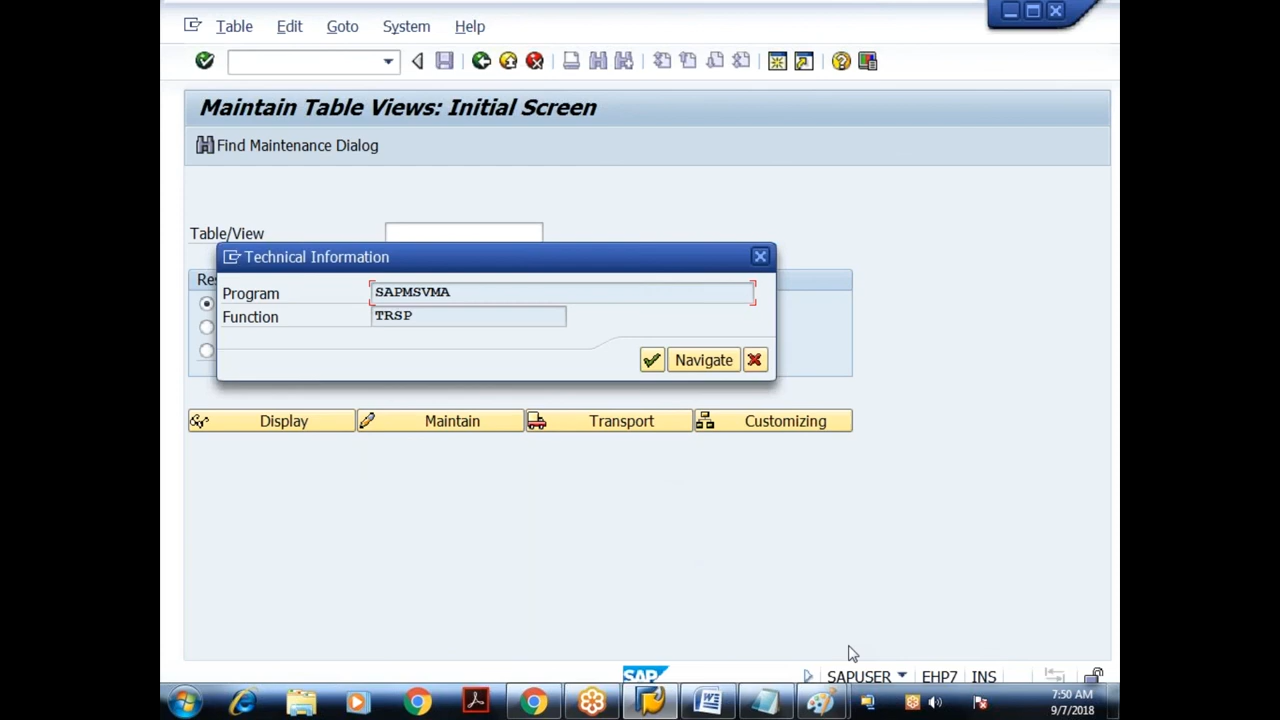 Table Edit Goto System Help
Maintain Table Views: Initial Screen
Find Maintenance Dialog
Table/View
Technical Information
Res
Program SAPMSVMA
Function TRSP
Navigate
Display Maintain Transport Customizing
SAP
SAPUSER EHP7 INS
7:50 AM
9/7/2018